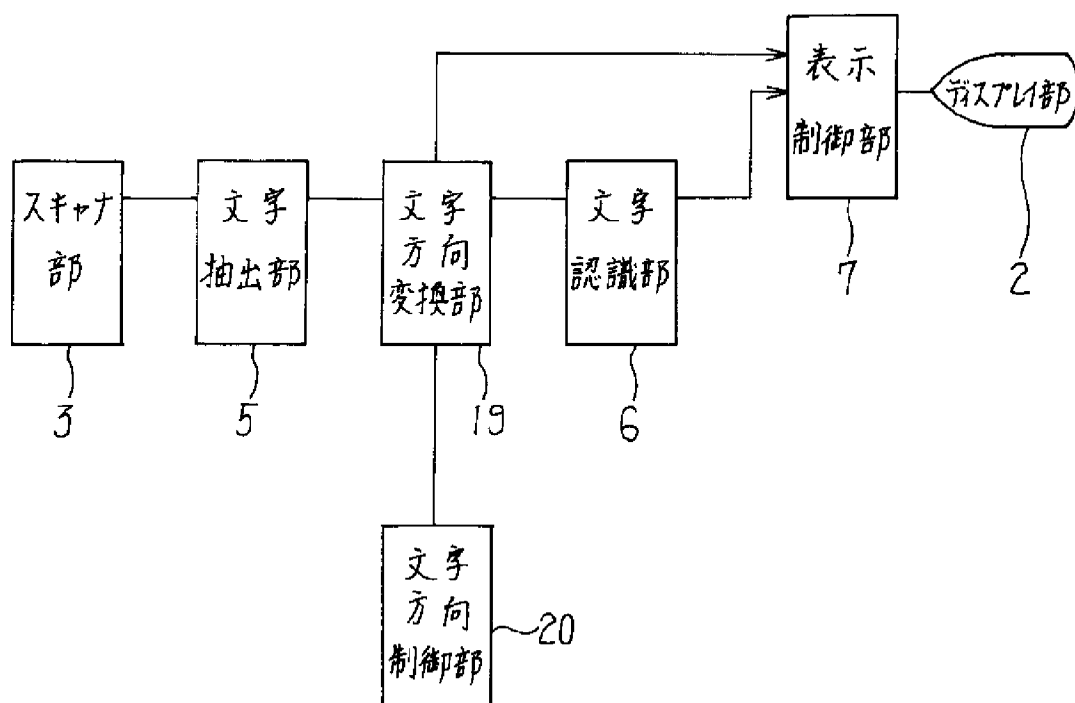 表示
制御部
7
ディスプレイ部
2
スキャナ
部
3
文字
抽出部
5
文字
方向
変換部
19
文字
認識部
6
文字
方向
制御部
20